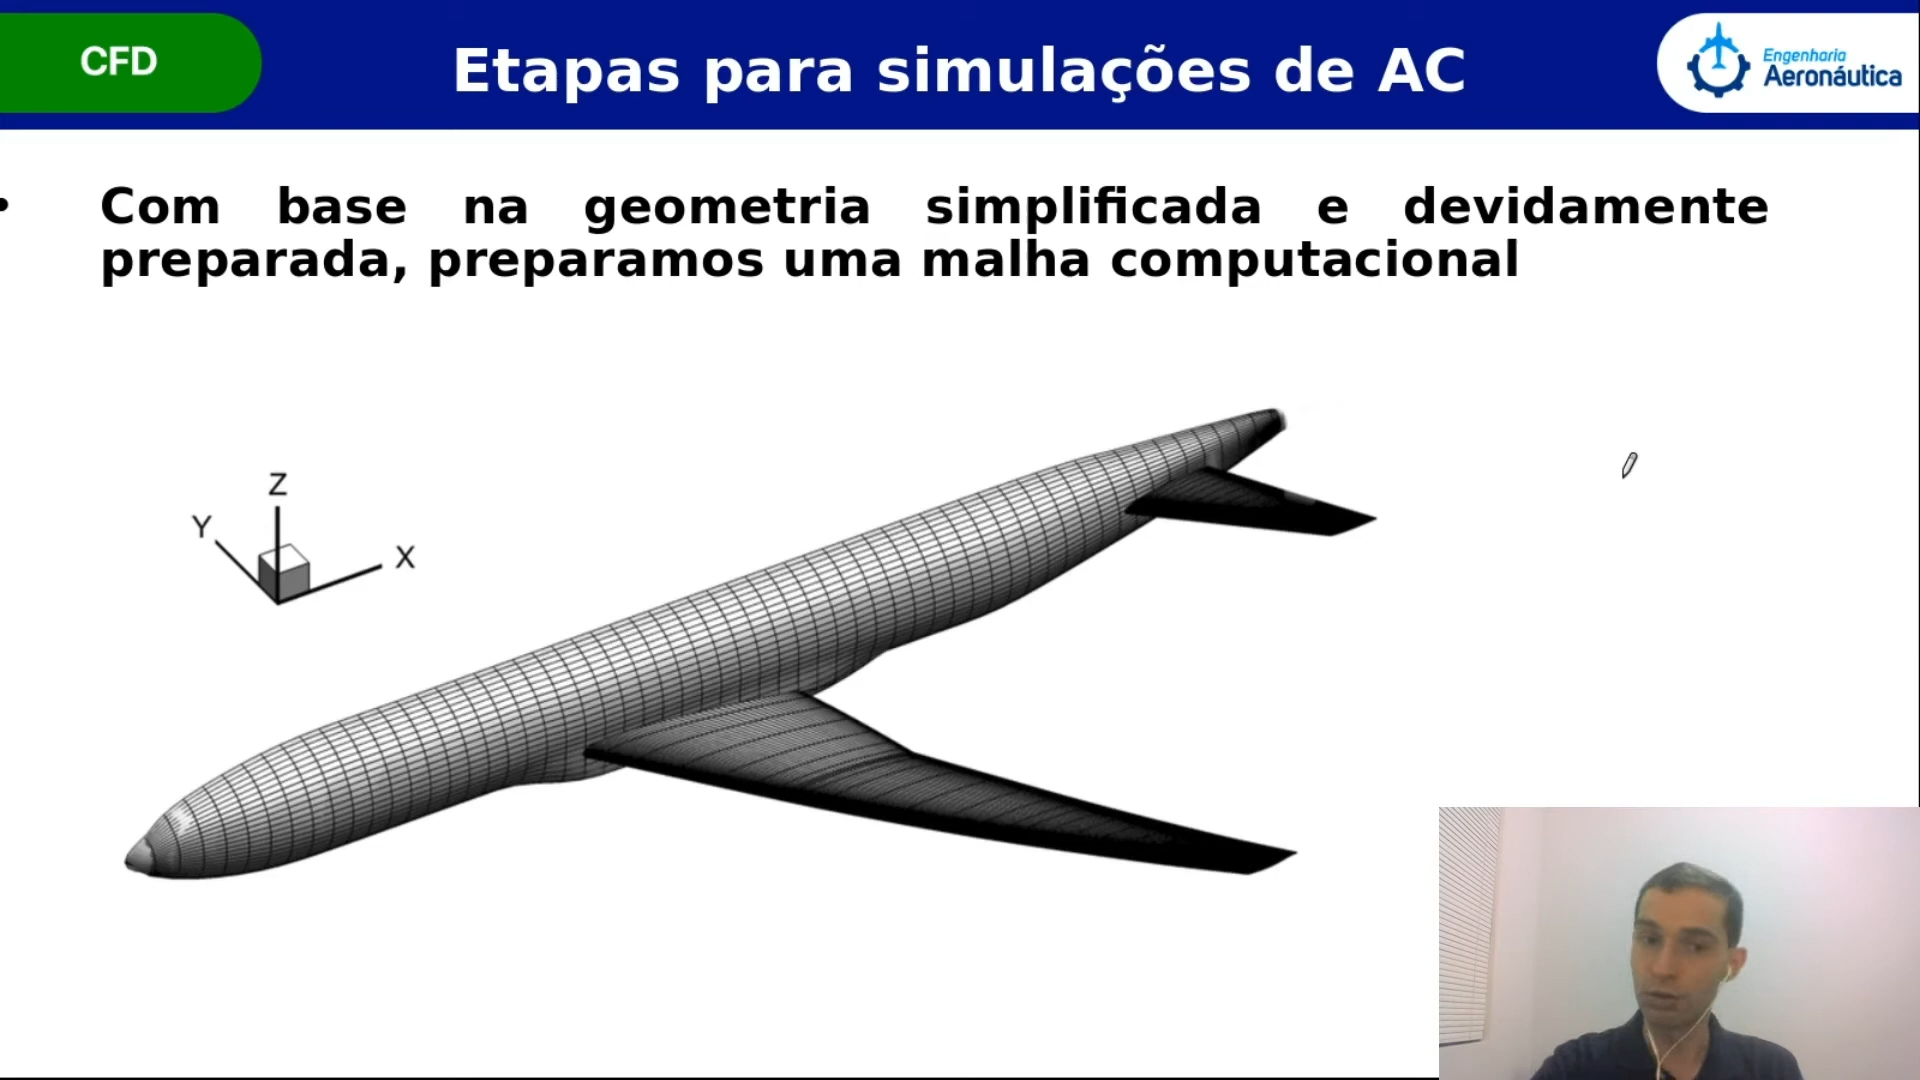 CFD
Etapas para simulações de AC
Engenharia
Aeronáutica
• Com base na geometria simplificada e devidamente
preparada, preparamos uma malha computacional
Z
Y
X